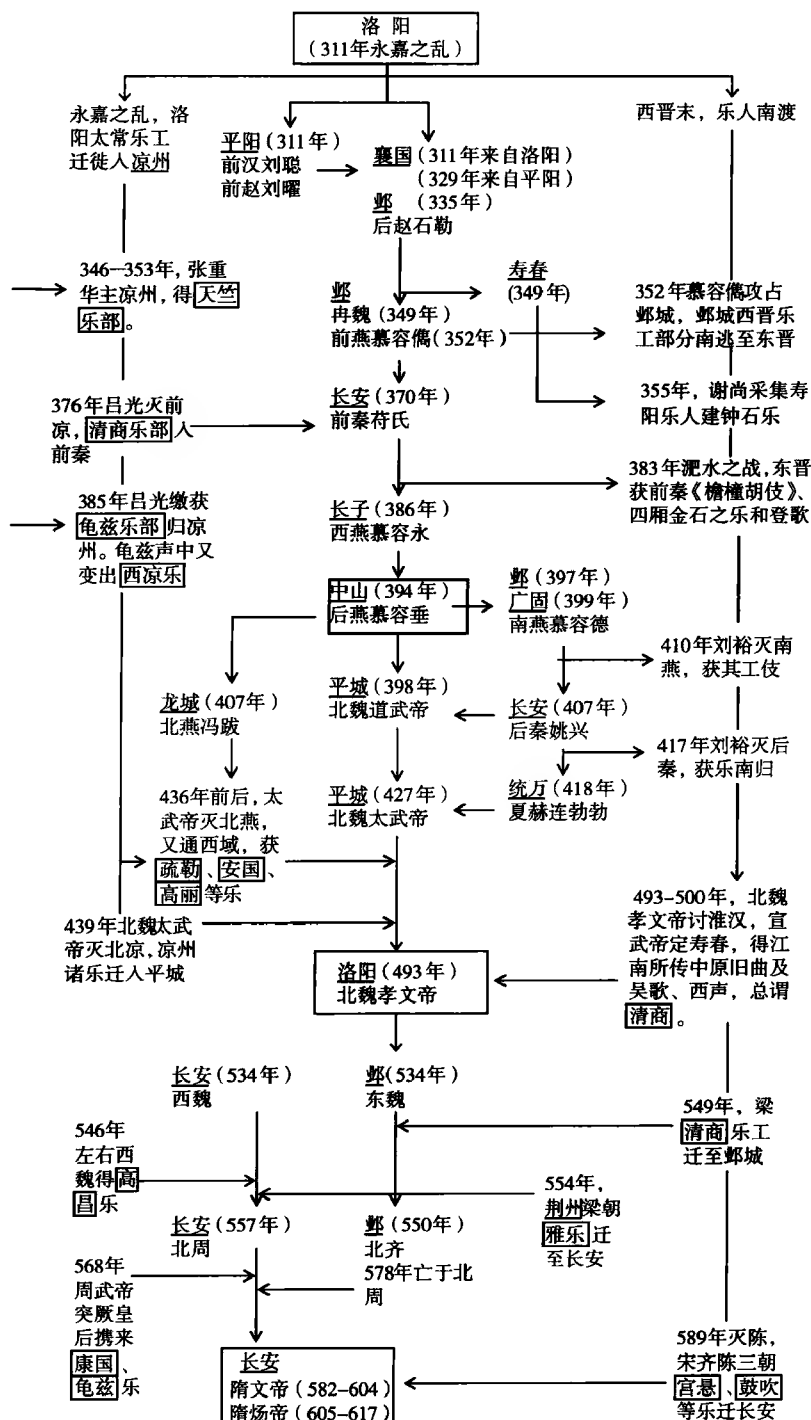 洛 阳
(311年永嘉之乱)
永嘉之乱，洛
阳太常乐工
迁徙入凉州
平阳(311年)
前汉刘聪
前赵刘曜
襄国(311年来自洛阳)
(329年来自平阳)
邺 (335年)
后赵石勒
西晋末，乐人南渡
346—353年，张重
华主凉州，得天竺
乐部。
邺
冉魏(349年)
前燕慕容儁(352年)
寿春
(349年)
352年慕容儁攻占
邺城，邺城西晋乐
工部分南逃至东晋
长安(370年)
前秦苻氏
355年，谢尚采集寿
阳乐人建钟石乐
376年吕光灭前
凉，清商乐部入
前秦
383年淝水之战，东晋
获前秦《檐橦胡伎》、
四厢金石之乐和登歌
385年吕光缴获
龟兹乐部归凉
州。龟兹声中又
变出西凉乐
长子(386年)
西燕慕容永
中山(394年)
后燕慕容垂
邺(397年)
广固(399年)
南燕慕容德
410年刘裕灭南
燕，获其工伎
龙城(407年)
北燕冯跋
平城(398年)
北魏道武帝
长安(407年)
后秦姚兴
417年刘裕灭后
秦，获乐南归
436年前后，太
武帝灭北燕，
又通西域，获
疏勒、安国、
高丽等乐
平城(427年)
北魏太武帝
统万(418年)
夏赫连勃勃
439年北魏太武
帝灭北凉，凉州
诸乐迁入平城
洛阳(493年)
北魏孝文帝
493-500年，北魏
孝文帝讨淮汉，宣
武帝定寿春，得江
南所传中原旧曲及
吴歌、西声，总谓
清商。
长安(534年)
西魏
邺(534年)
东魏
549年，梁
清商乐工
迁至邺城
546年
左右西
魏得高
昌乐
554年，
荆州梁朝
雅乐迁
至长安
长安(557年)
北周
邺(550年)
北齐
578年亡于北
周
568年
周武帝
突厥皇
后携来
康国、
龟兹乐
长安
隋文帝(582-604)
隋炀帝(605-617)
589年灭陈，
宋齐陈三朝
宫悬、鼓吹
等乐迁长安